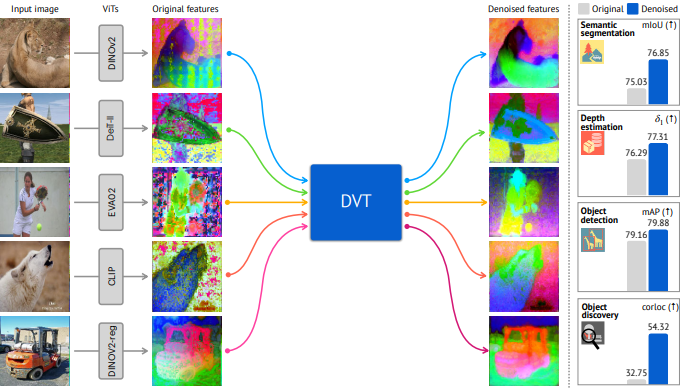 Input image
ViTs
Original features
Denoised features
Original
Denoised
DINOv2
DeiT-III
EVA02
CLIP
DINOV2-reg
DVT
Semantic
segmentation
mIoU (↑)
75.03
76.85
Depth
estimation
δ₁ (↑)
76.29
77.31
Object
detection
mAP (↑)
79.16
79.88
Object
discovery
corloc (↑)
32.75
54.32